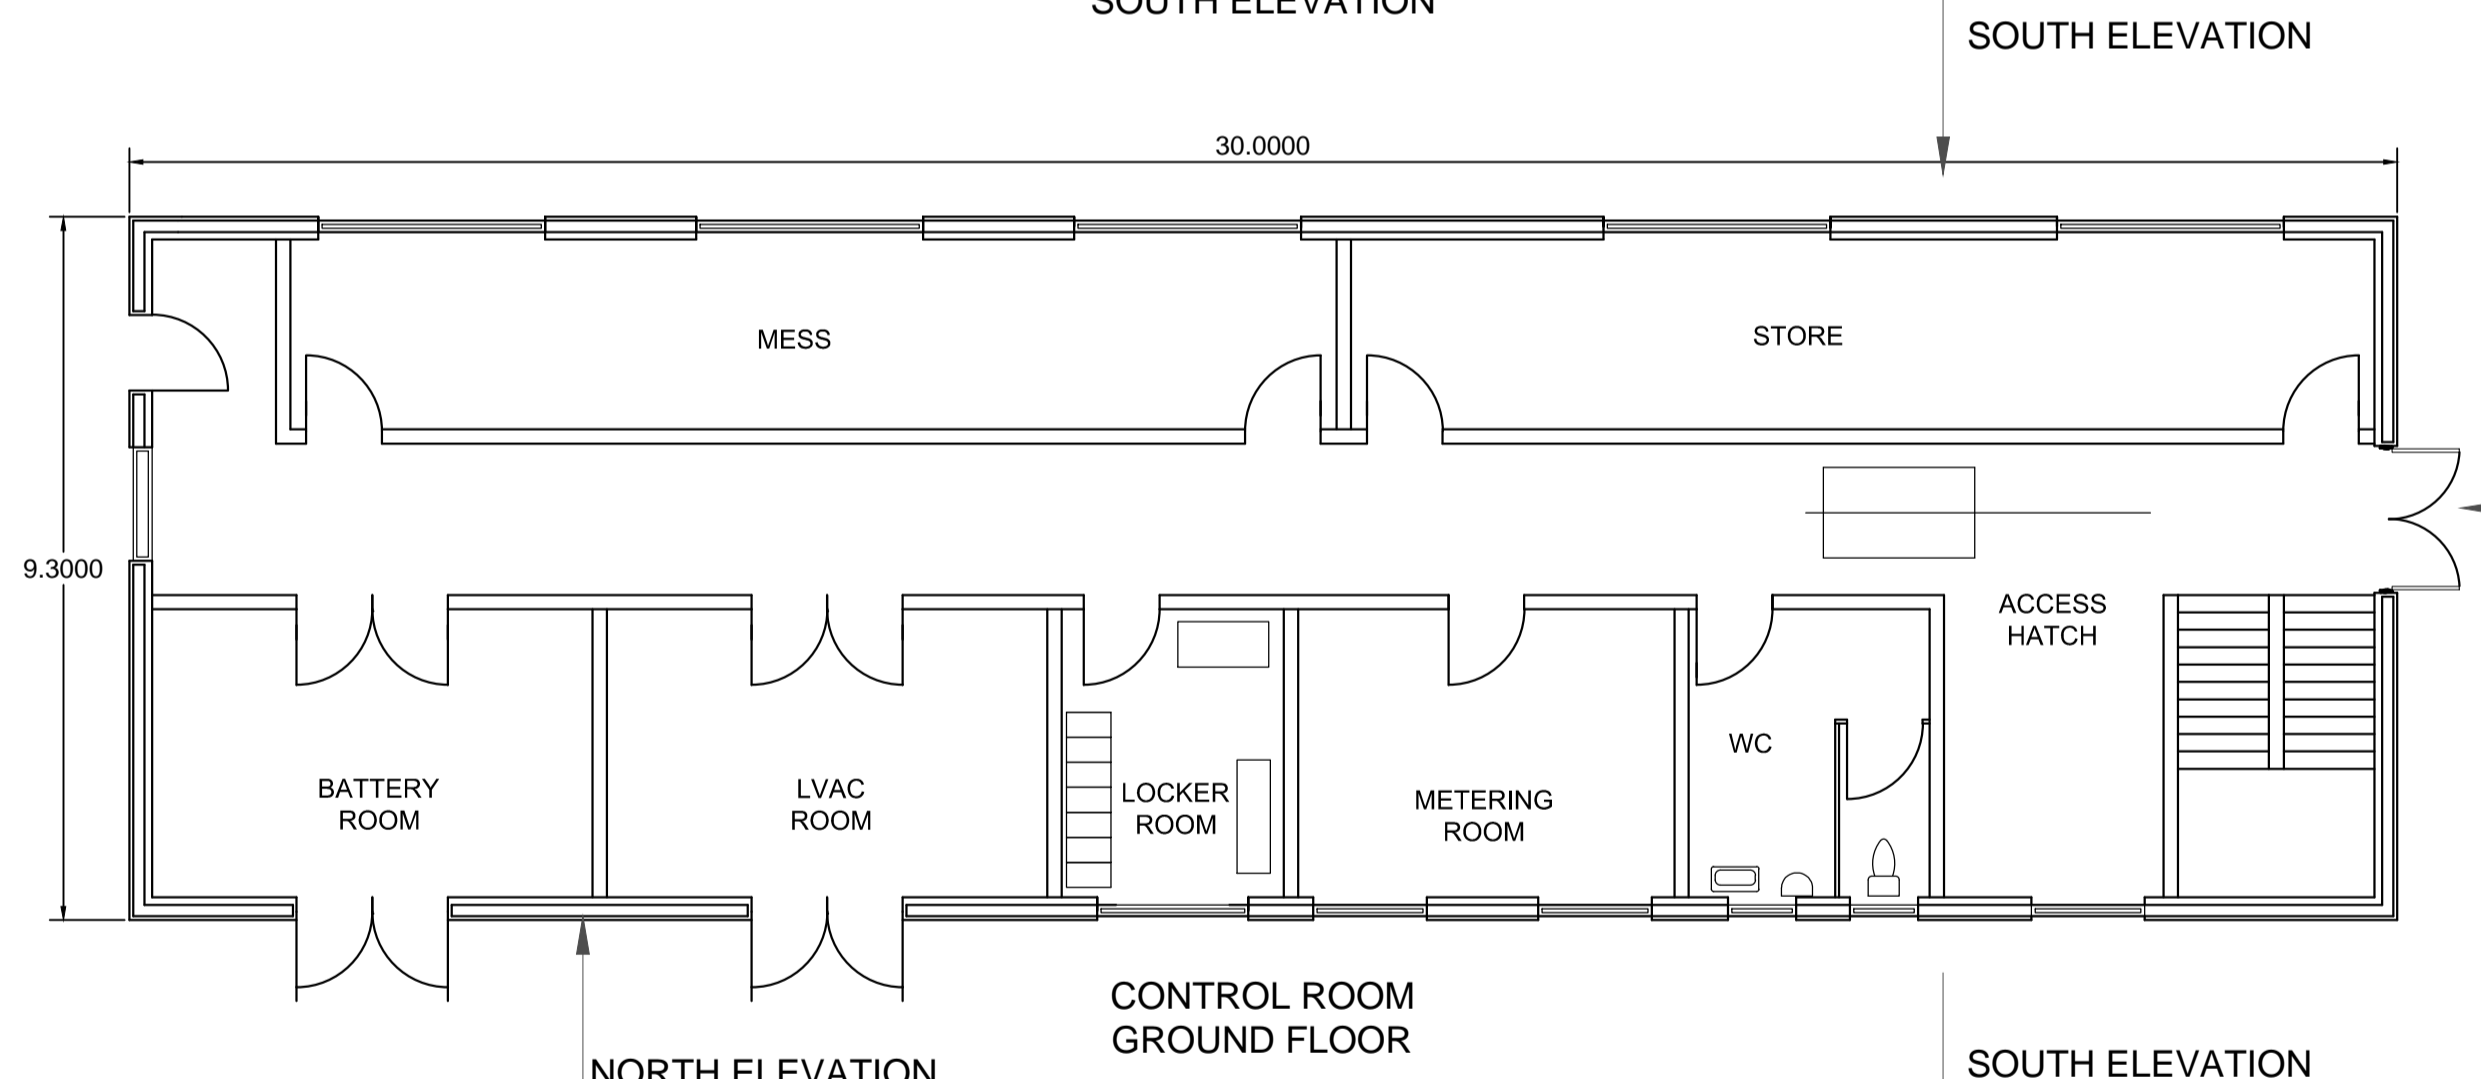 SOUTH ELEVATION
SOUTH ELEVATION
30.0000
MESS
STORE
9.3000
ACCESS
HATCH
WC
BATTERY
ROOM
LVAC
ROOM
LOCKER
ROOM
METERING
ROOM
CONTROL ROOM
GROUND FLOOR
NORTH ELEVATION
SOUTH ELEVATION